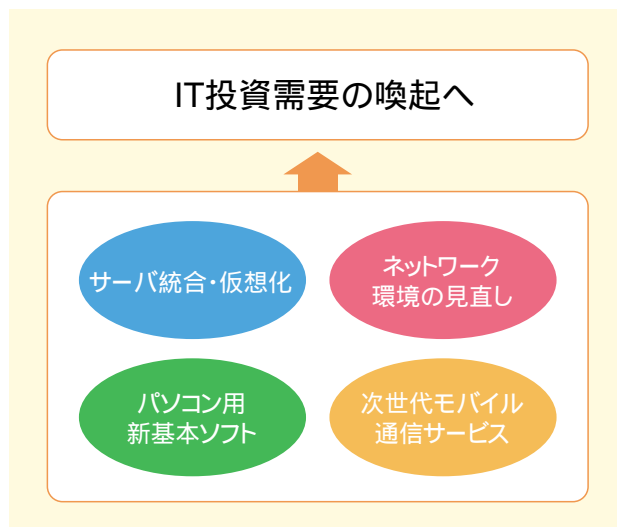 IT投資需要の喚起へ
サーバ統合・仮想化
ネットワーク
環境の見直し
パソコン用
新基本ソフト
次世代モバイル
通信サービス